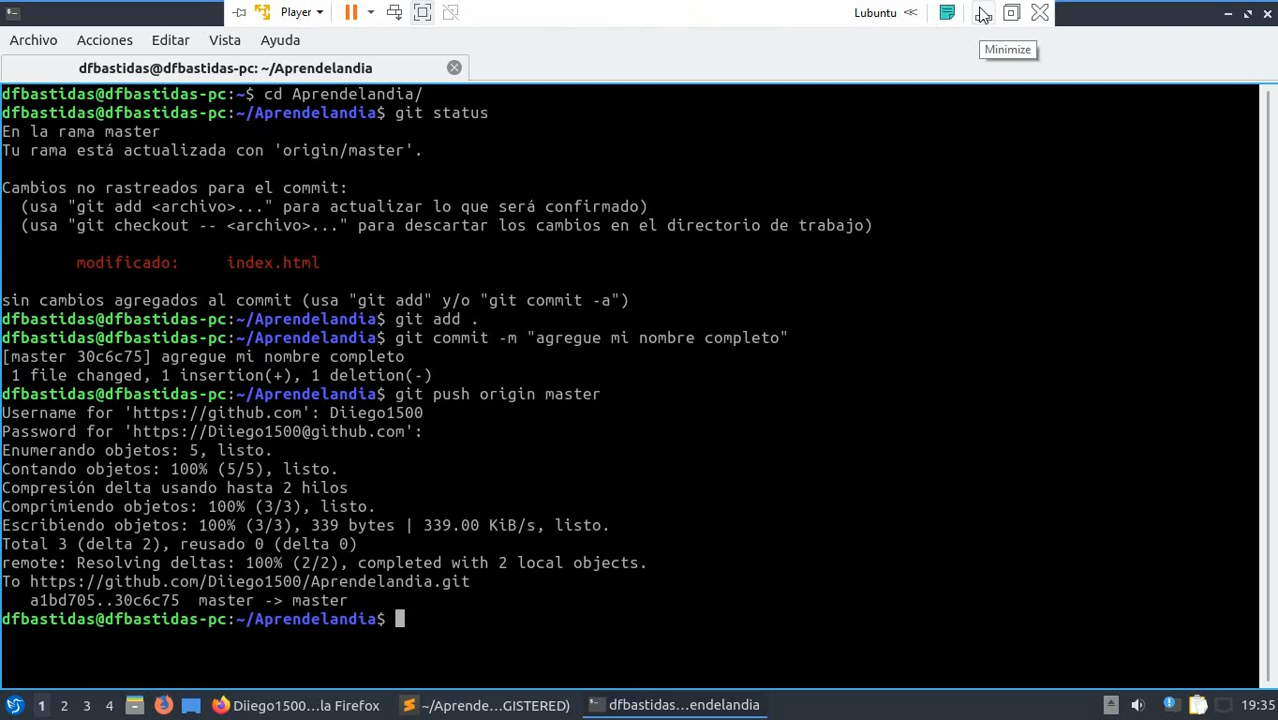 Player
Lubuntu
Archivo Acciones Editar Vista Ayuda
Minimize
dfbastidas@dfbastidas-pc: ~/Aprendelandia
dfbastidas@dfbastidas-pc:~$ cd Aprendelandia/
dfbastidas@dfbastidas-pc:~/Aprendelandia$ git status
En la rama master
Tu rama está actualizada con 'origin/master'.
Cambios no rastreados para el commit:
(usa "git add <archivo>..." para actualizar lo que será confirmado)
(usa "git checkout -- <archivo>..." para descartar los cambios en el directorio de trabajo)
modificado: index.html
sin cambios agregados al commit (usa "git add" y/o "git commit -a")
dfbastidas@dfbastidas-pc:~/Aprendelandia$ git add .
dfbastidas@dfbastidas-pc:~/Aprendelandia$ git commit -m "agregue mi nombre completo"
[master 30c6c75] agregue mi nombre completo
1 file changed, 1 insertion(+), 1 deletion(-)
dfbastidas@dfbastidas-pc:~/Aprendelandia$ git push origin master
Username for 'https://github.com': Diiego1500
Password for 'https://Diiego1500@github.com':
Enumerando objetos: 5, listo.
Contando objetos: 100% (5/5), listo.
Compresión delta usando hasta 2 hilos
Comprimiendo objetos: 100% (3/3), listo.
Escribiendo objetos: 100% (3/3), 339 bytes | 339.00 KiB/s, listo.
Total 3 (delta 2), reusado 0 (delta 0)
remote: Resolving deltas: 100% (2/2), completed with 2 local objects.
To https://github.com/Diiego1500/Aprendelandia.git
a1bd705..30c6c75 master -> master
dfbastidas@dfbastidas-pc:~/Aprendelandia$
1 2 3 4 Diiego1500...la Firefox ~/Aprende...GISTERED) dfbastidas...endelandia 19:35